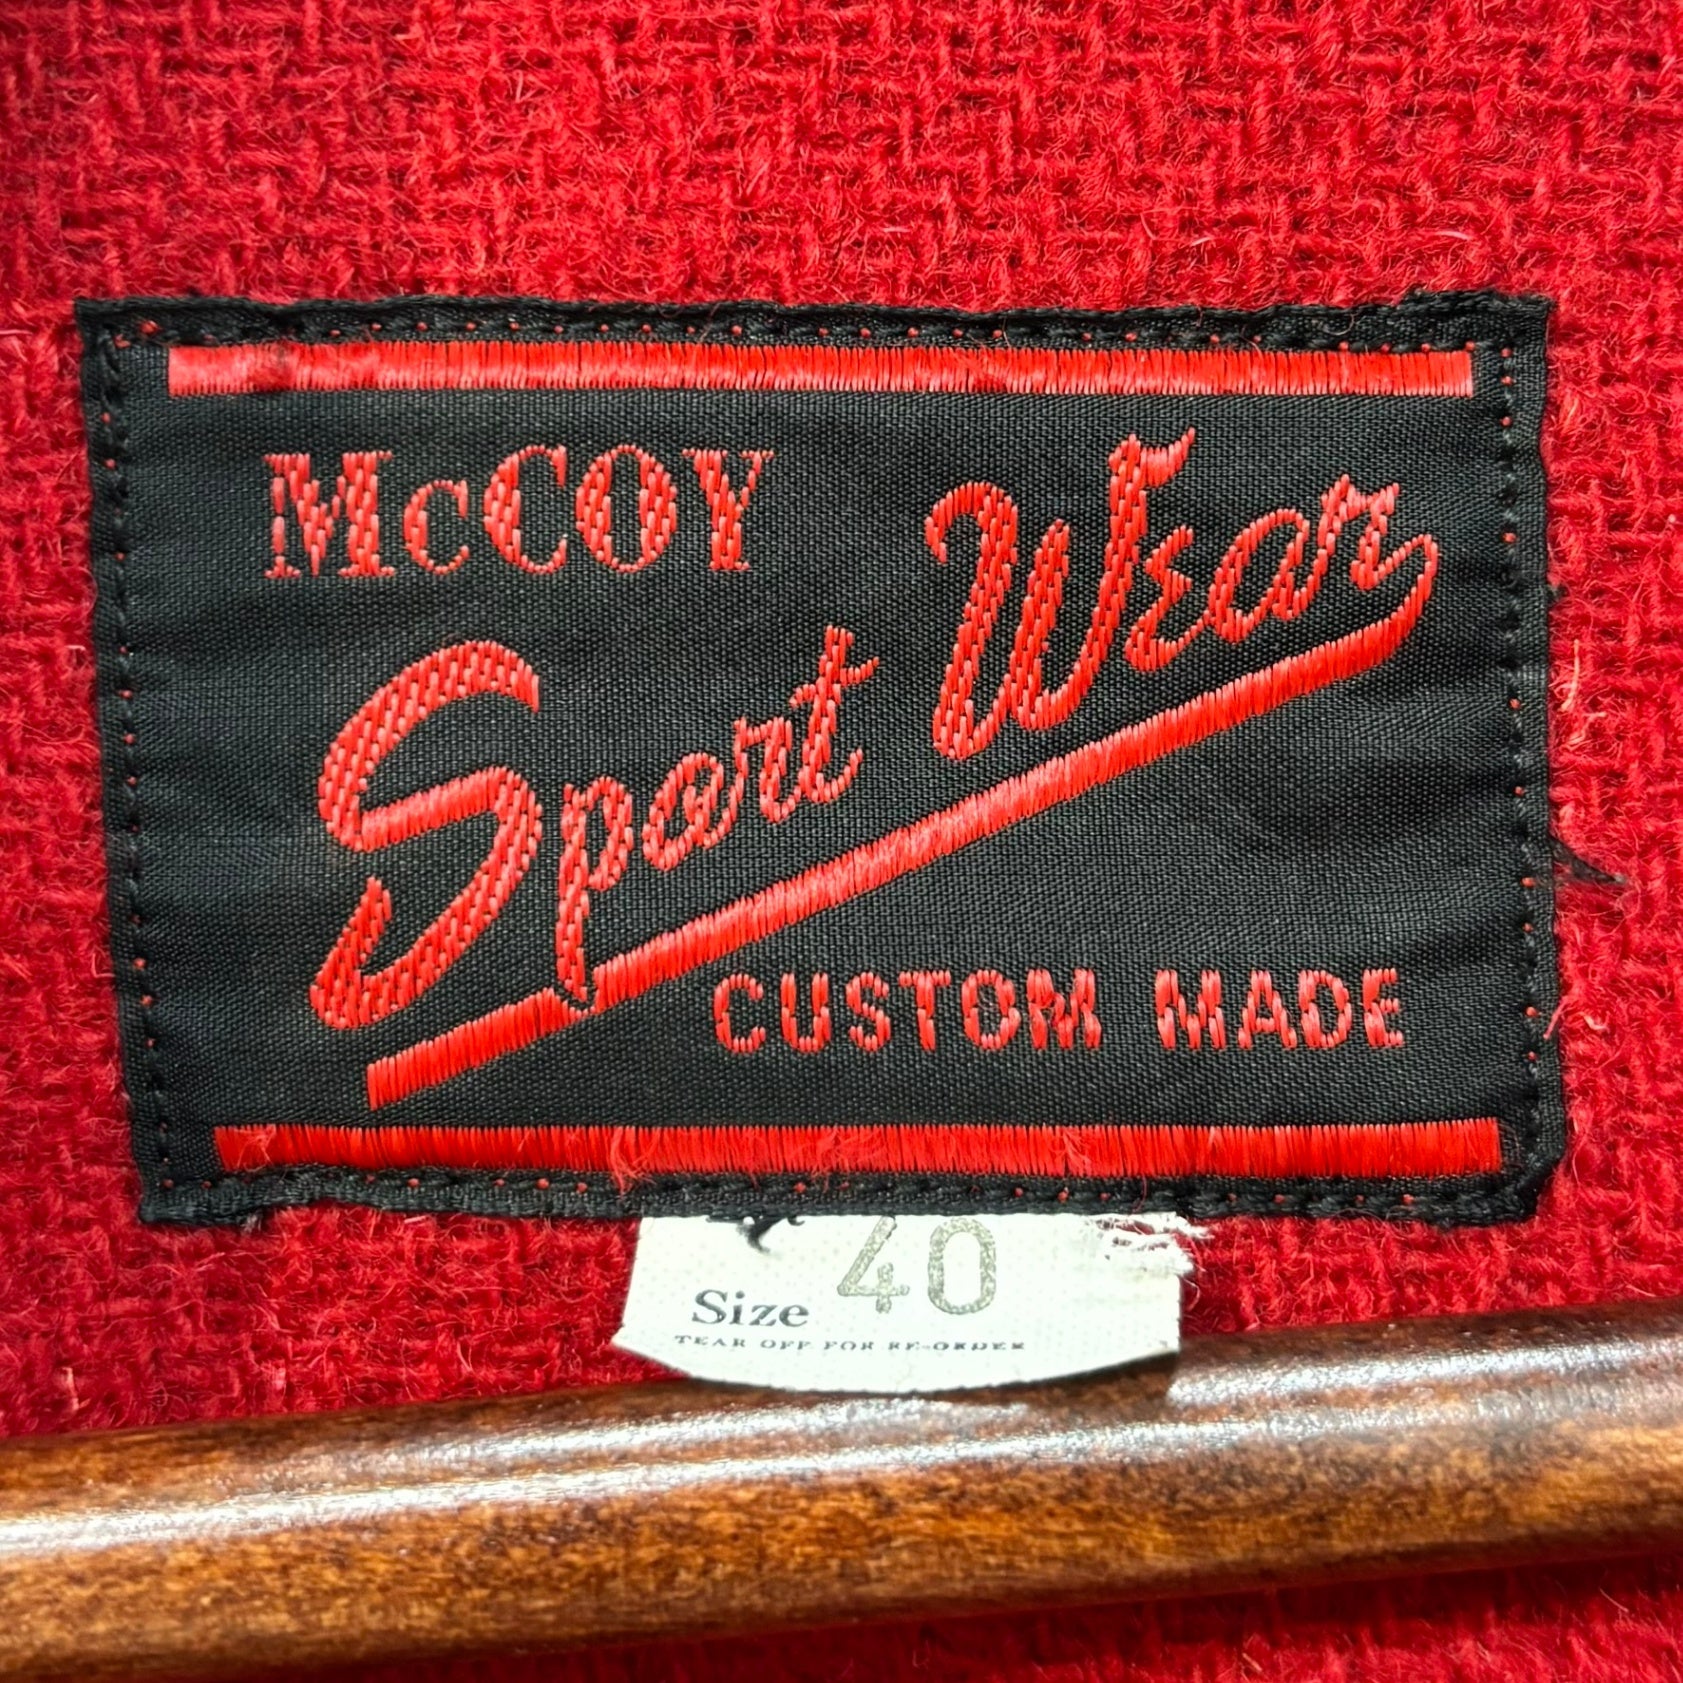 McCOY
Sport Wear
CUSTOM MADE
Size 40
TEAR OFF FOR RE-ORDER